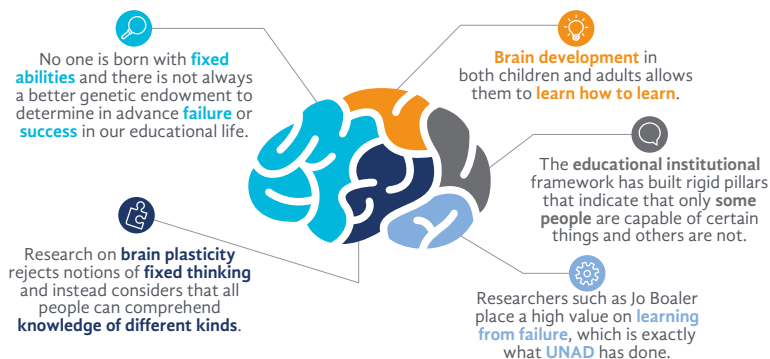 No one is born with fixed
abilities and there is not always
a better genetic endowment to
determine in advance failure or
success in our educational life.
Brain development in
both children and adults allows
them to learn how to learn.
The educational institutional
framework has built rigid pillars
that indicate that only some
people are capable of certain
things and others are not.
Research on brain plasticity
rejects notions of fixed thinking
and instead considers that all
people can comprehend
knowledge of different kinds.
Researchers such as Jo Boaler
place a high value on learning
from failure, which is exactly
what UNAD has done.